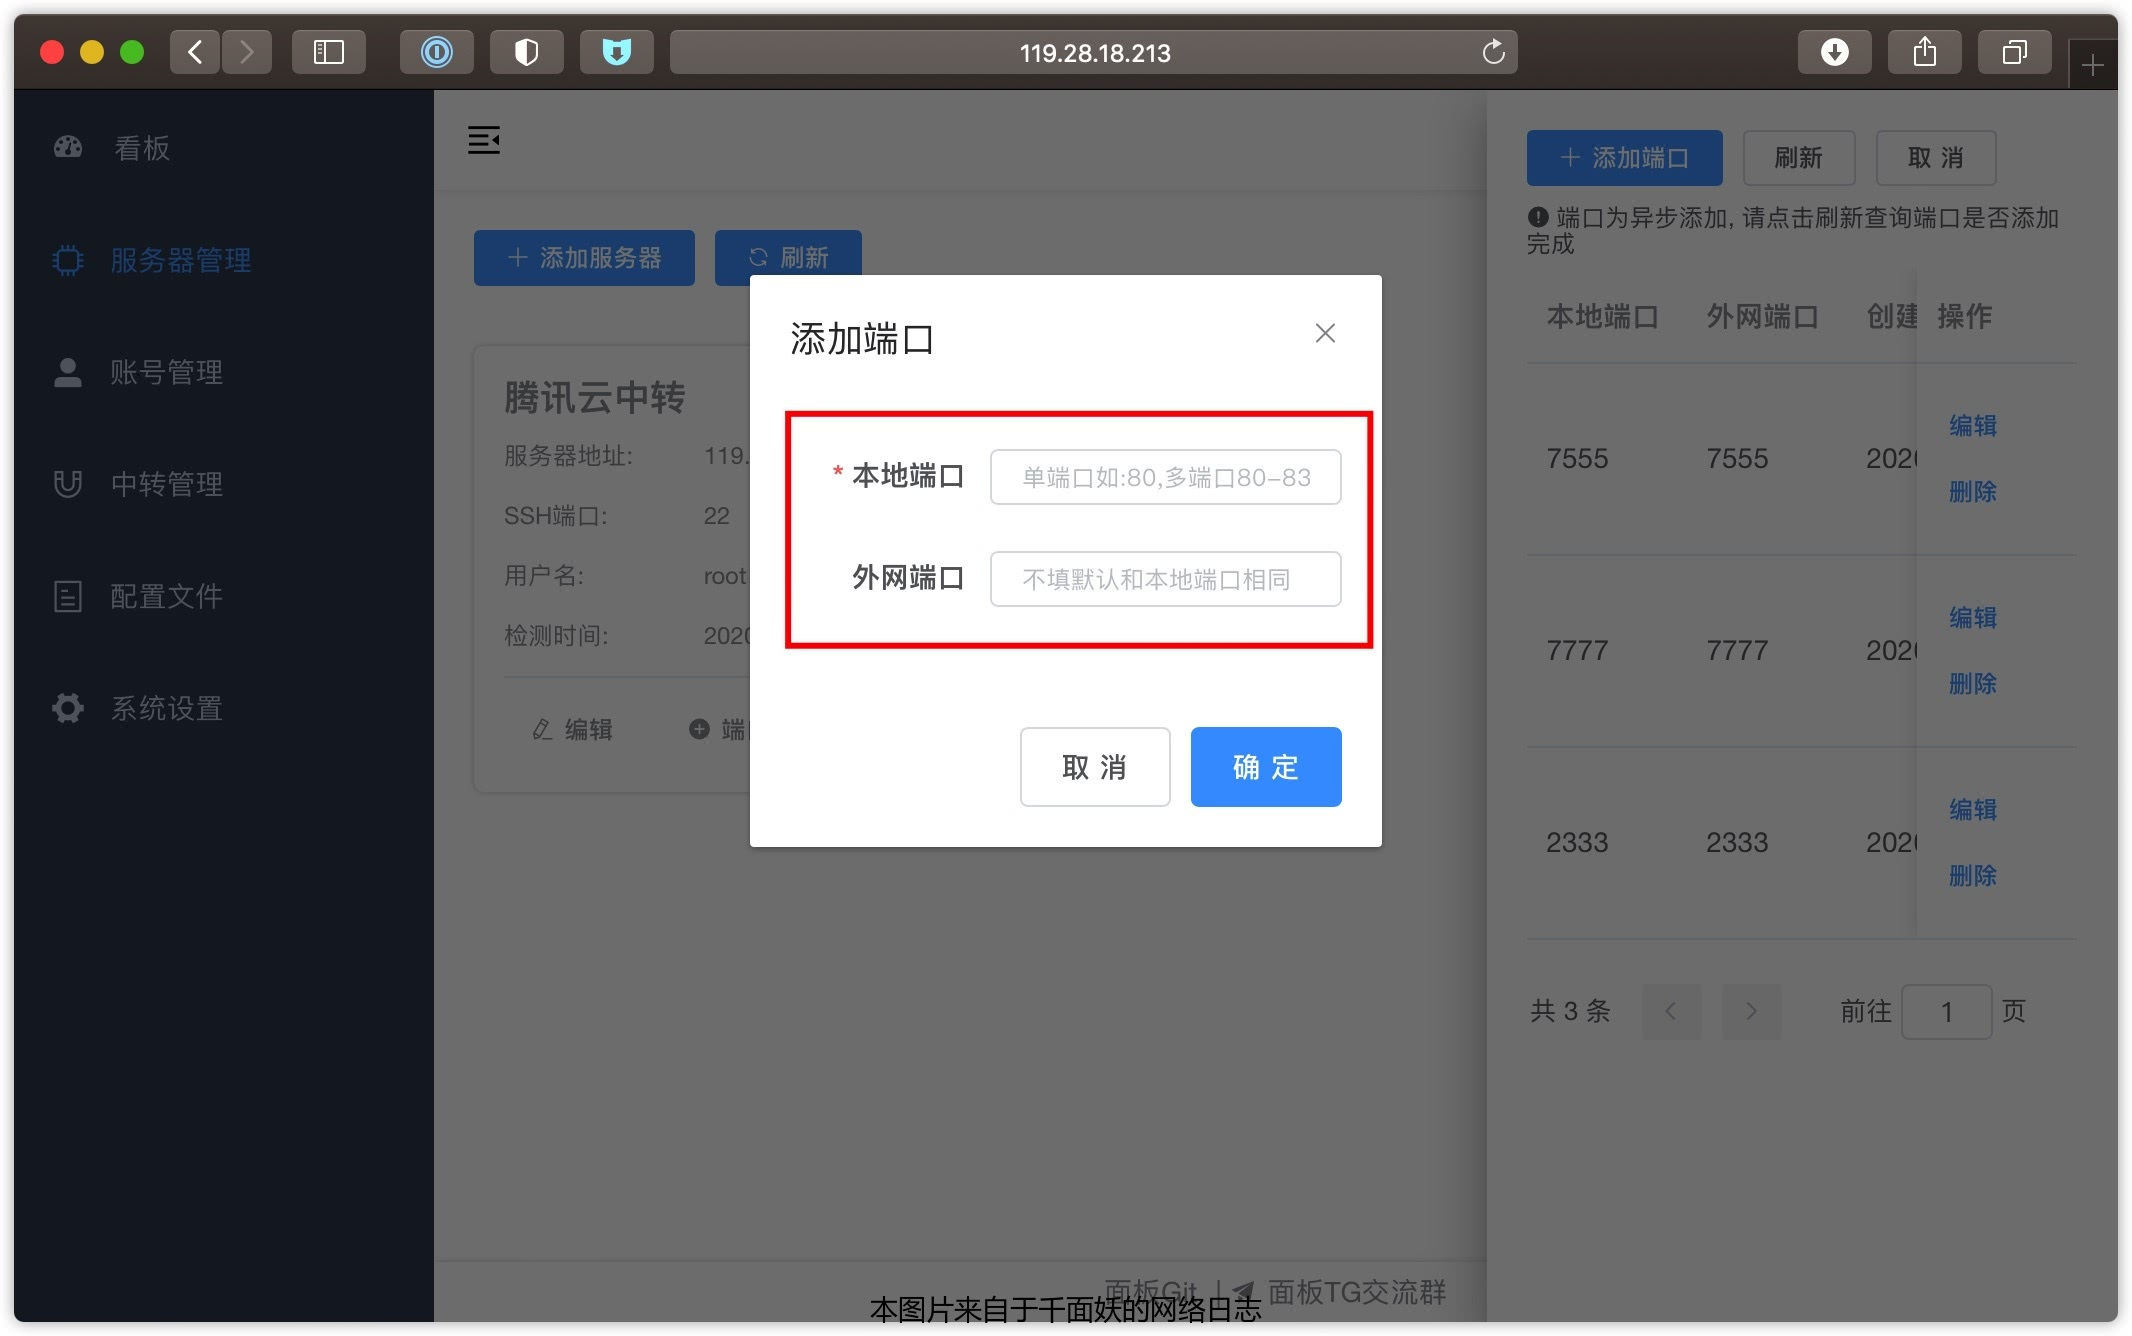 119.28.18.213
看板
服务器管理
账号管理
中转管理
配置文件
系统设置
添加服务器
刷新
腾讯云中转
服务器地址: 119.
SSH端口: 22
用户名: root
检测时间: 2020
编辑
添加端口
* 本地端口 单端口如:80,多端口80-83
外网端口 不填默认和本地端口相同
取 消 确 定
添加端口 刷新 取 消
端口为异步添加, 请点击刷新查询端口是否添加
完成
本地端口 外网端口 创建 操作
7555 7555 2020 编辑
删除
7777 7777 2020 编辑
删除
2333 2333 2020 编辑
删除
共 3 条 前往 1 页
面板Git | 面板TG交流群
本图片来自于千面妖的网络日志